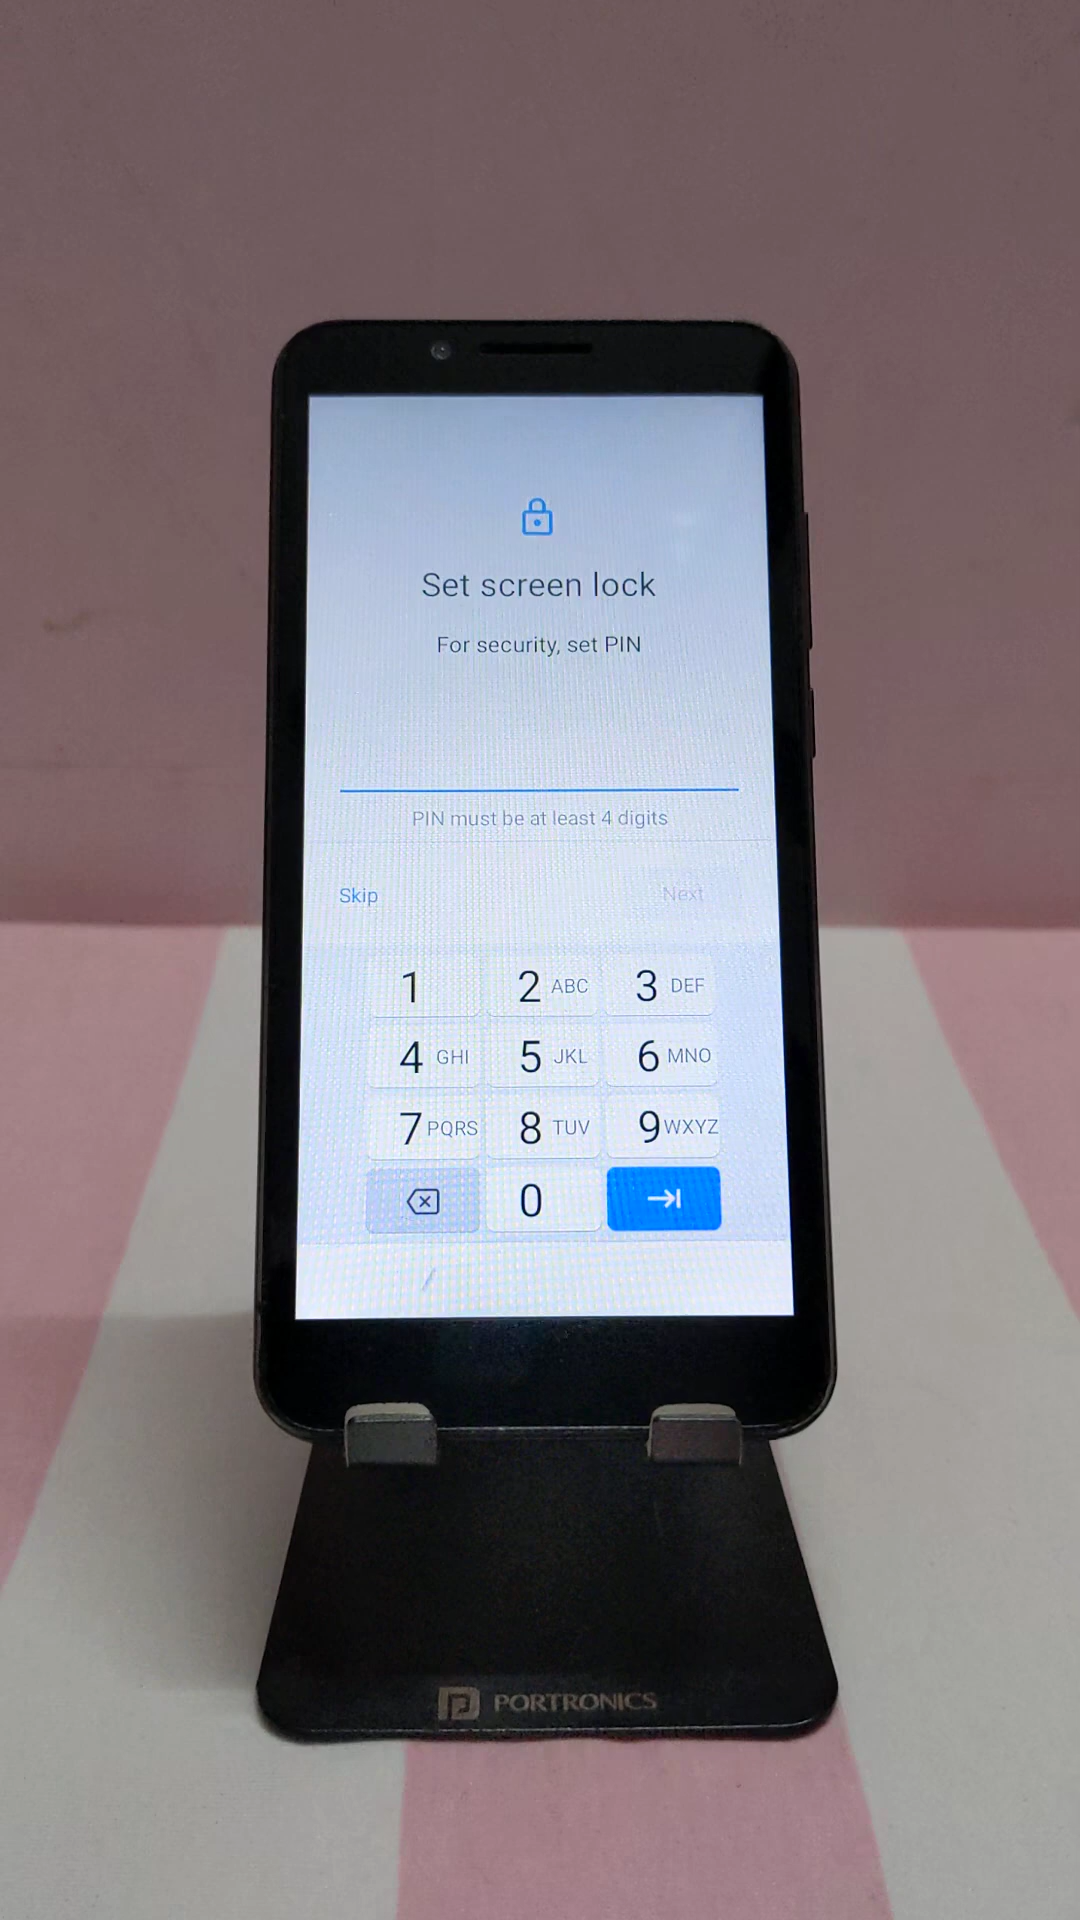 Set screen lock
For security, set PIN
PIN must be at least 4 digits
Skip Next
1 2 ABC 3 DEF
4 GHI 5 JKL 6 MNO
7 PQRS 8 TUV 9 WXYZ
0
PORTRONICS